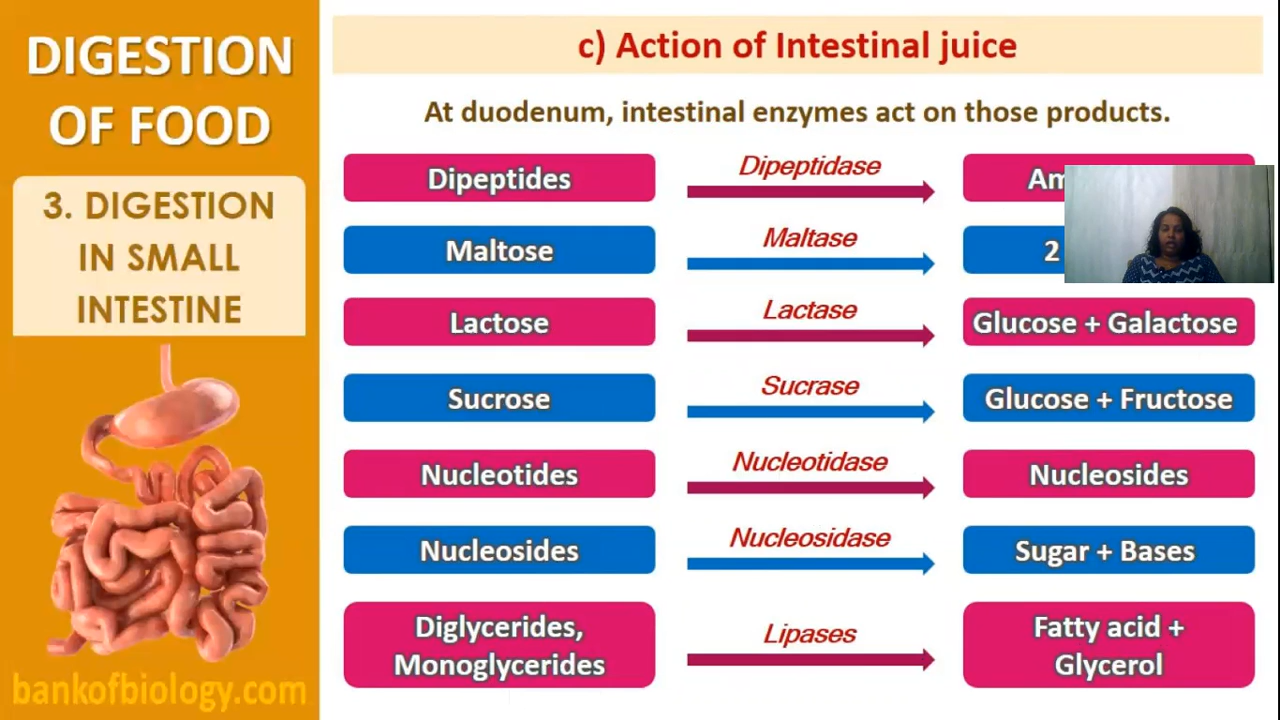 DIGESTION
OF FOOD
3. DIGESTION
IN SMALL
INTESTINE
bankofbiology.com
c) Action of Intestinal juice
At duodenum, intestinal enzymes act on those products.
Dipeptides Dipeptidase
Maltose Maltase 2
Lactose Lactase Glucose + Galactose
Sucrose Sucrase Glucose + Fructose
Nucleotides Nucleotidase Nucleosides
Nucleosides Nucleosidase Sugar + Bases
Diglycerides,
Monoglycerides
Lipases
Fatty acid +
Glycerol